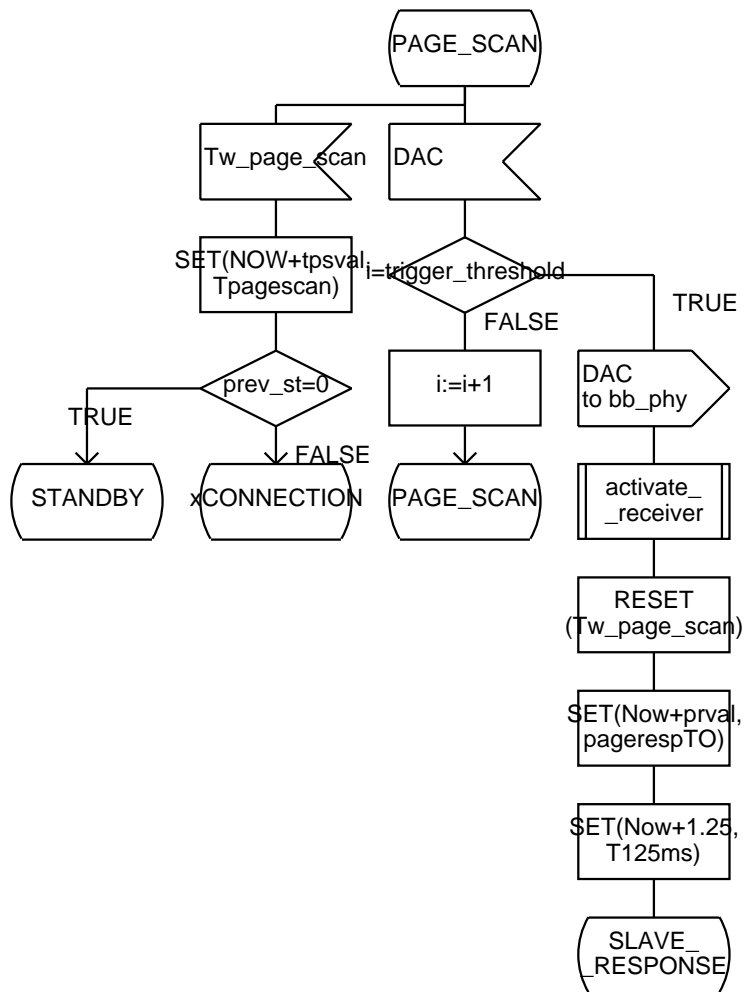 PAGE_SCAN
Tw_page_scan
DAC
SET(NOW+tpsval,
Tpagescan)
i=trigger_threshold
TRUE
FALSE
prev_st=0
i:=i+1
DAC
to bb_phy
TRUE
FALSE
STANDBY
xCONNECTION
PAGE_SCAN
activate_
_receiver
RESET
(Tw_page_scan)
SET(Now+prval,
pagerespTO)
SET(Now+1.25,
T125ms)
SLAVE_
_RESPONSE